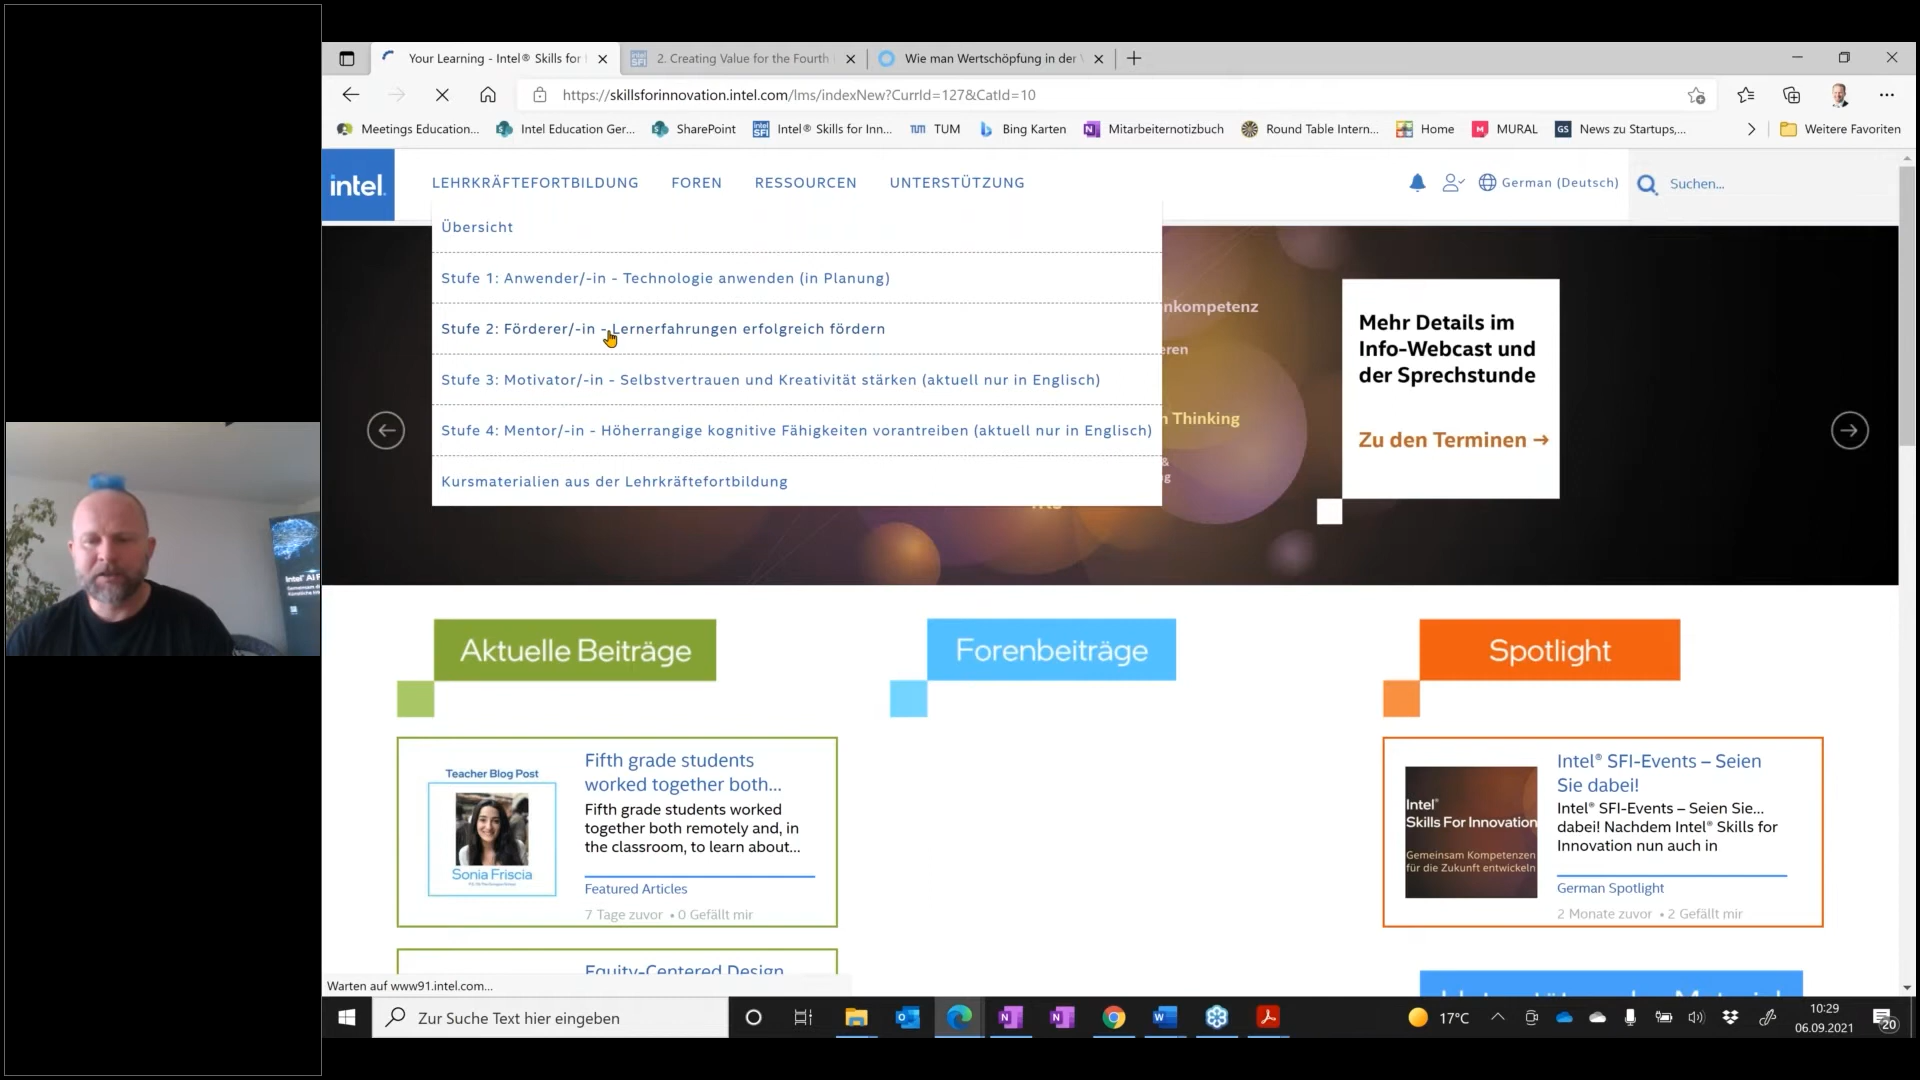 Your Learning - Intel® Skills for
2. Creating Value for the Fourth
Wie man Wertschöpfung in der
https://skillsforinnovation.intel.com/lms/indexNew?CurrId=127&CatId=10
Meetings Education...
Intel Education Ger...
SharePoint
Intel® Skills for Inn...
TUM
Bing Karten
Mitarbeiternotizbuch
Round Table Intern...
Home
MURAL
News zu Startups,...
Weitere Favoriten
intel.
LEHRKRÄFTEFORTBILDUNG
FOREN
RESSOURCEN
UNTERSTÜTZUNG
German (Deutsch)
Suchen...
Übersicht
Stufe 1: Anwender/-in - Technologie anwenden (in Planung)
Stufe 2: Förderer/-in - Lernerfahrungen erfolgreich fördern
Stufe 3: Motivator/-in - Selbstvertrauen und Kreativität stärken (aktuell nur in Englisch)
Stufe 4: Mentor/-in - Höherrangige kognitive Fähigkeiten vorantreiben (aktuell nur in Englisch)
Kursmaterialien aus der Lehrkräftefortbildung
nkompetenz
Thinking
&
Mehr Details im
Info-Webcast und
der Sprechstunde
Zu den Terminen →
Aktuelle Beiträge
Forenbeiträge
Spotlight
Teacher Blog Post
Sonia Friscia
Fifth grade students
worked together both...
Fifth grade students worked
together both remotely and, in
the classroom, to learn about...
Featured Articles
7 Tage zuvor • 0 Gefällt mir
Equity-Centered Design
Intel®
Skills For Innovation
Gemeinsam Kompetenzen
für die Zukunft entwickeln
Intel® SFI-Events – Seien
Sie dabei!
Intel® SFI-Events – Seien Sie...
dabei! Nachdem Intel® Skills for
Innovation nun auch in
German Spotlight
2 Monate zuvor • 2 Gefällt mir
Warten auf www91.intel.com...
Zur Suche Text hier eingeben
17°C
10:29
06.09.2021
20